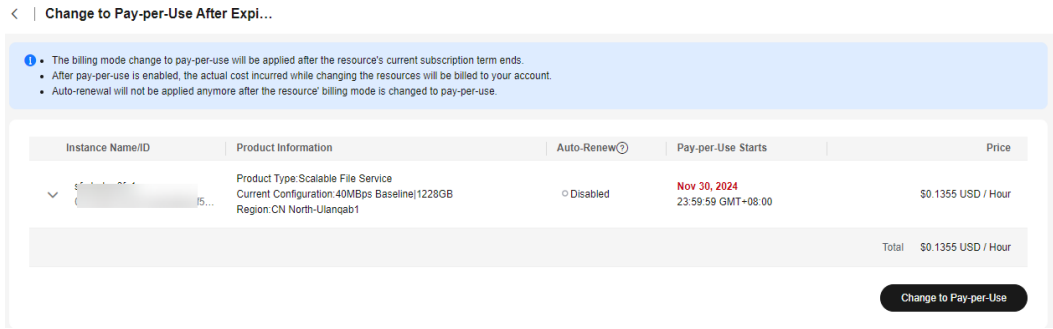 Change to Pay-per-Use After Expi...
The billing mode change to pay-per-use will be applied after the resource's current subscription term ends.
After pay-per-use is enabled, the actual cost incurred while changing the resources will be billed to your account.
Auto-renewal will not be applied anymore after the resource' billing mode is changed to pay-per-use.
Instance Name/ID Product Information Auto-Renew Pay-per-Use Starts Price
Product Type:Scalable File Service
Current Configuration:40MBps Baseline|1228GB
Region:CN North-Ulanqab1
Disabled
Nov 30, 2024
23:59:59 GMT+08:00
$0.1355 USD / Hour
Total $0.1355 USD / Hour
Change to Pay-per-Use